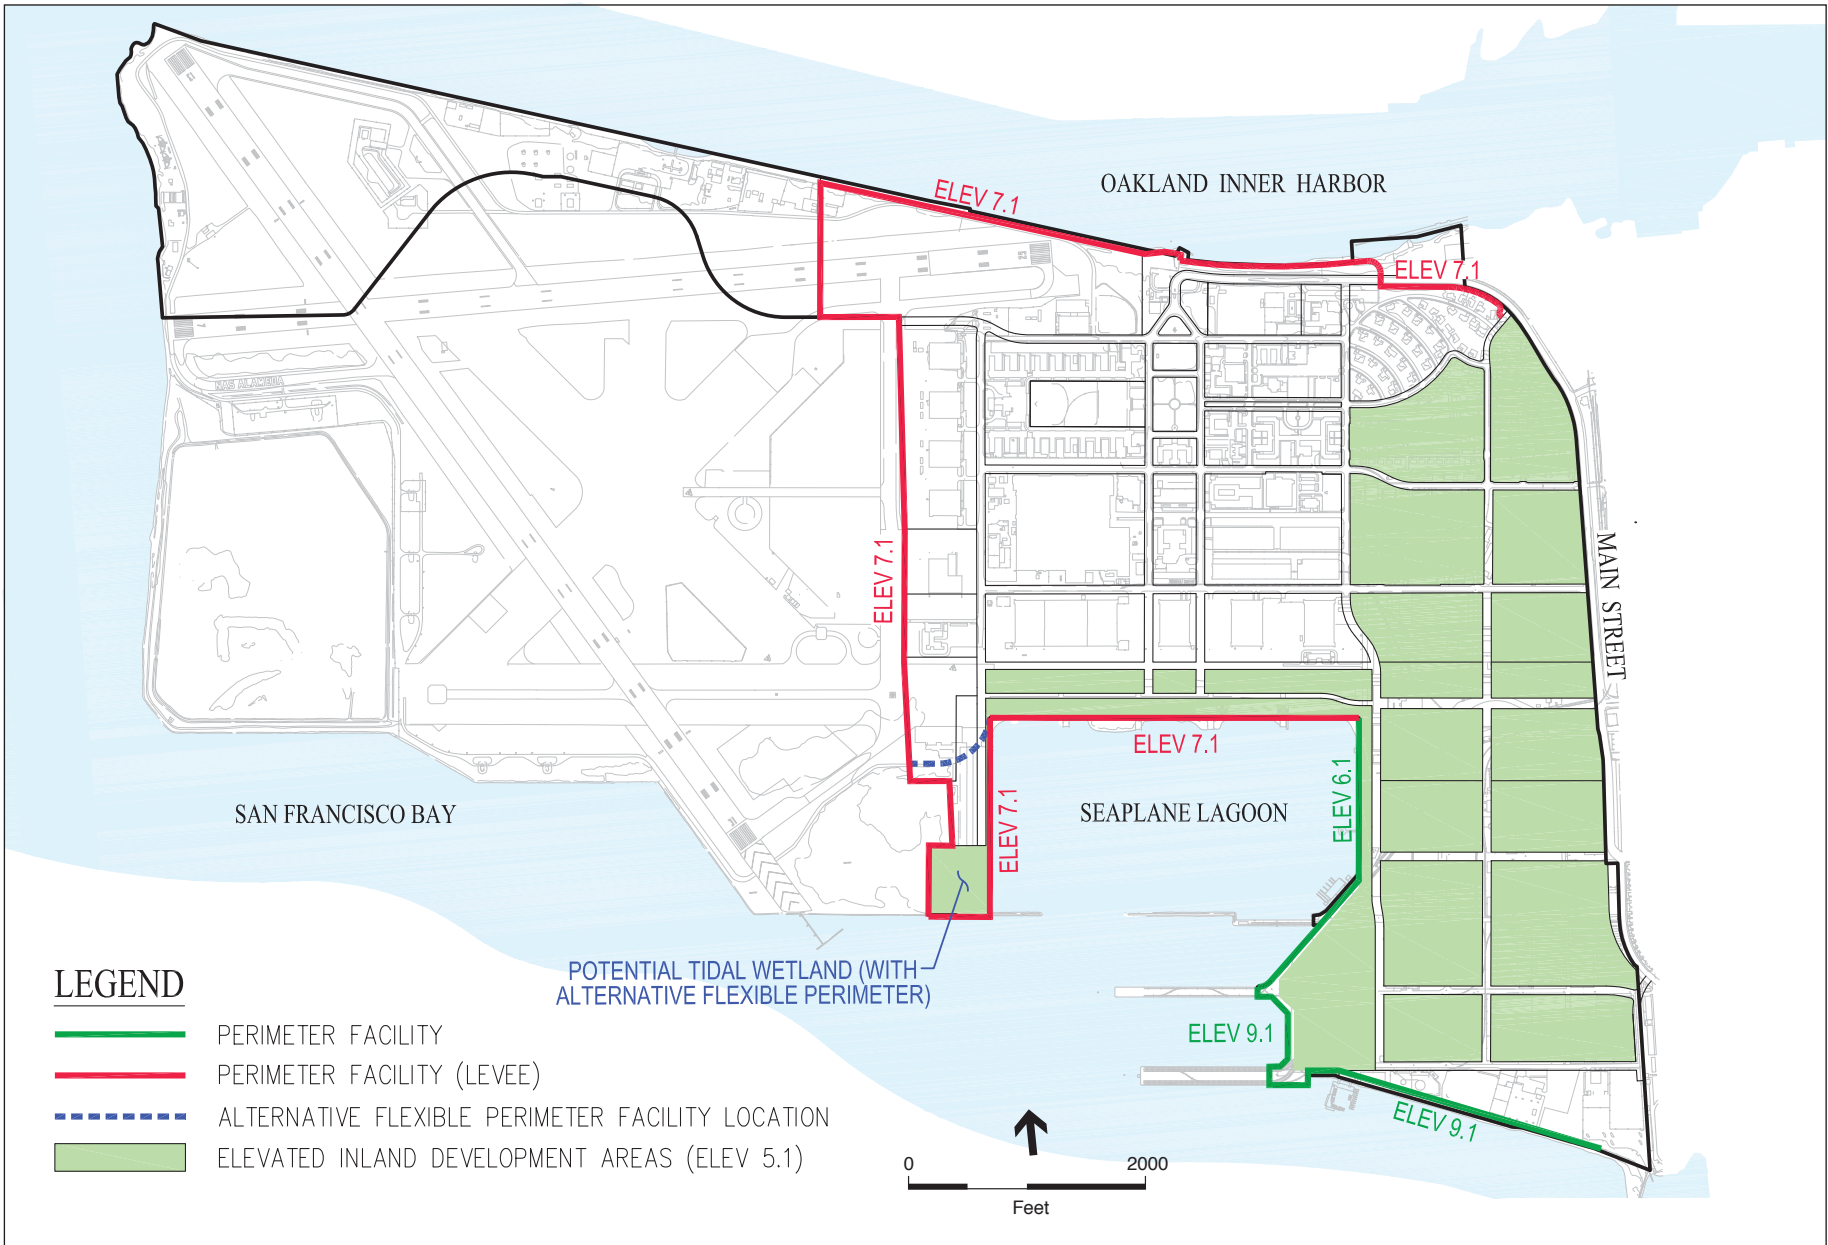 ELEV 7.1
OAKLAND INNER HARBOR
ELEV 7.1
NAS ALAMEDA
ELEV 7.1
MAIN STREET
ELEV 7.1
ELEV 7.1
ELEV 6.1
SEAPLANE LAGOON
SAN FRANCISCO BAY
POTENTIAL TIDAL WETLAND (WITH
ALTERNATIVE FLEXIBLE PERIMETER)
ELEV 9.1
ELEV 9.1
LEGEND
PERIMETER FACILITY
PERIMETER FACILITY (LEVEE)
ALTERNATIVE FLEXIBLE PERIMETER FACILITY LOCATION
ELEVATED INLAND DEVELOPMENT AREAS (ELEV 5.1)
0 2000
Feet